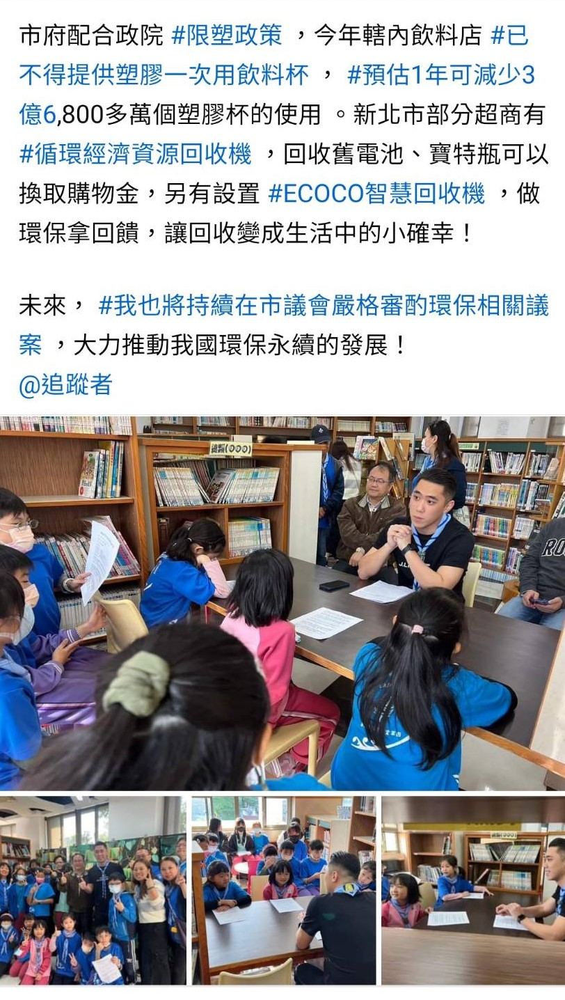 市府配合政院 #限塑政策 ，今年轄內飲料店 #已
不得提供塑膠一次用飲料杯 ， #預估1年可減少3
億6,800多萬個塑膠杯的使用 。新北市部分超商有
#循環經濟資源回收機 ，回收舊電池、寶特瓶可以
換取購物金，另有設置 #ECOCO智慧回收機 ，做
環保拿回饋，讓回收變成生活中的小確幸！
未來， #我也將持續在市議會嚴格審酌環保相關議
案 ，大力推動我國環保永續的發展！
@追蹤者
總類(000)